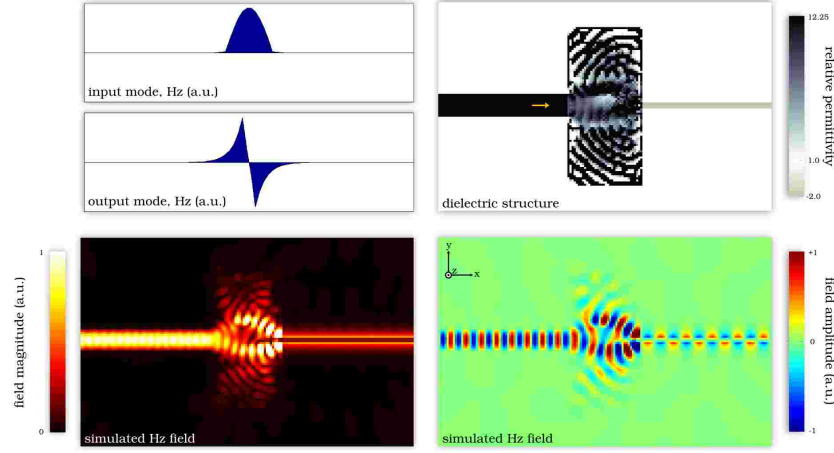 input mode, Hz (a.u.)
output mode, Hz (a.u.)
dielectric structure
12.25
1.0
-2.0
relative permittivity
1
0
field magnitude (a.u.)
simulated Hz field
y
z
x
simulated Hz field
+1
0
-1
field amplitude (a.u.)